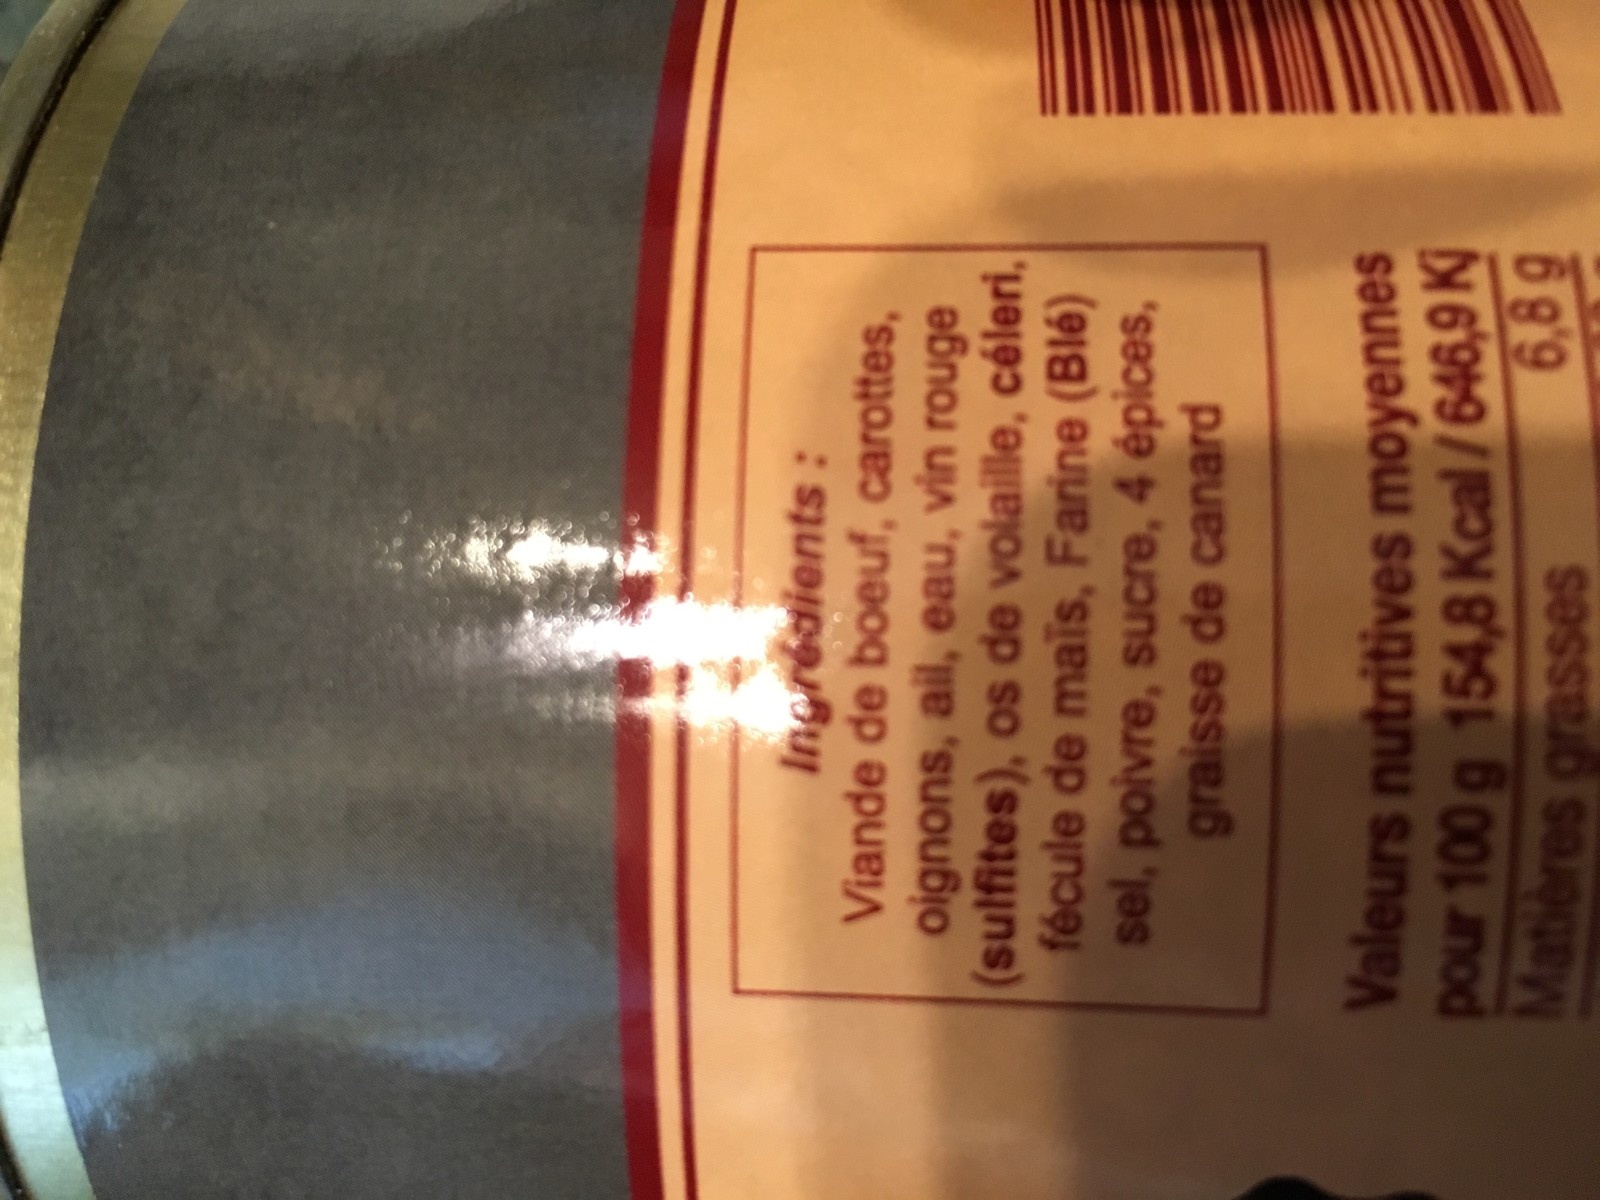 Ingrédients :
Viande de boeuf, carottes,
oignons, ail, eau, vin rouge
(sulfites), os de volaille, céleri,
fécule de maïs, Farine (Blé)
sel, poivre, sucre, 4 épices,
graisse de canard
Valeurs nutritives moyennes
pour 100 g 154,8 Kcal / 646,9 Kj
Matières grasses 6,8 g